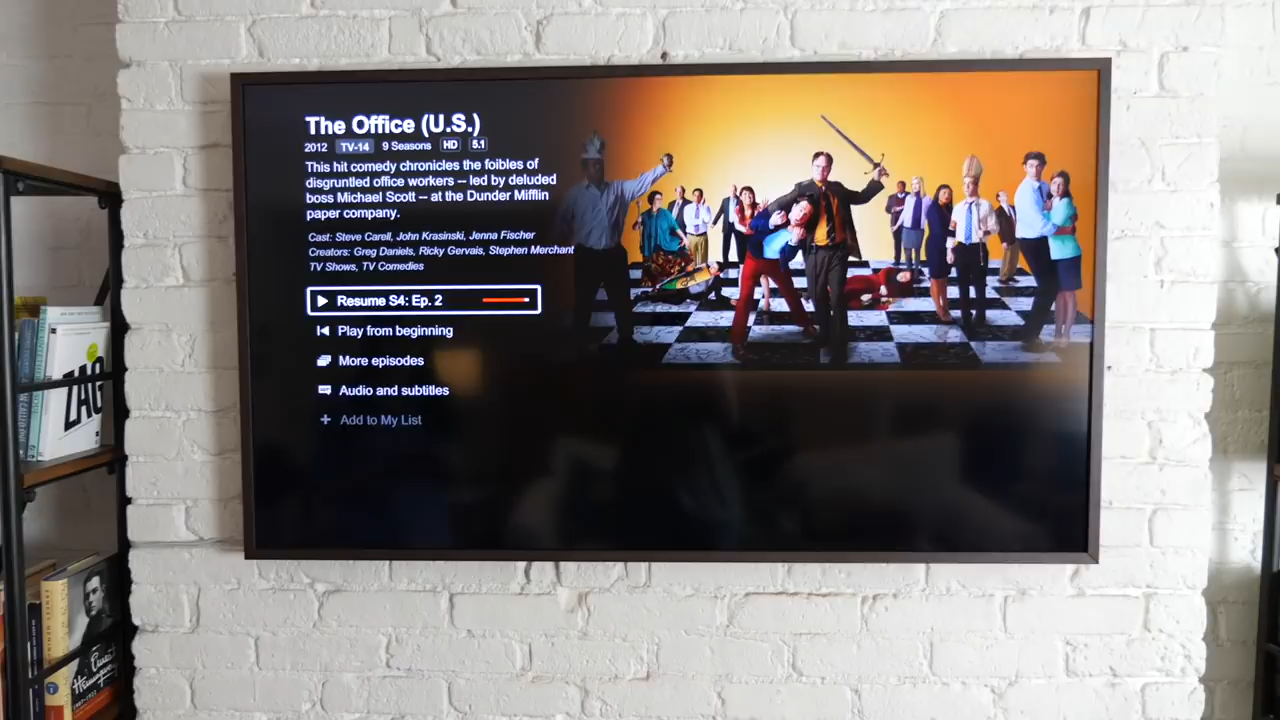 The Office (U.S.)
2012 TV-14 9 Seasons HD 5.1
This hit comedy chronicles the foibles of
disgruntled office workers -- led by deluded
boss Michael Scott -- at the Dunder Mifflin
paper company.
Cast: Steve Carell, John Krasinski, Jenna Fischer
Creators: Greg Daniels, Ricky Gervais, Stephen Merchant
TV Shows, TV Comedies
Resume S4: Ep. 2
Play from beginning
More episodes
Audio and subtitles
Add to My List
ZAG
Ernest
Hemingway